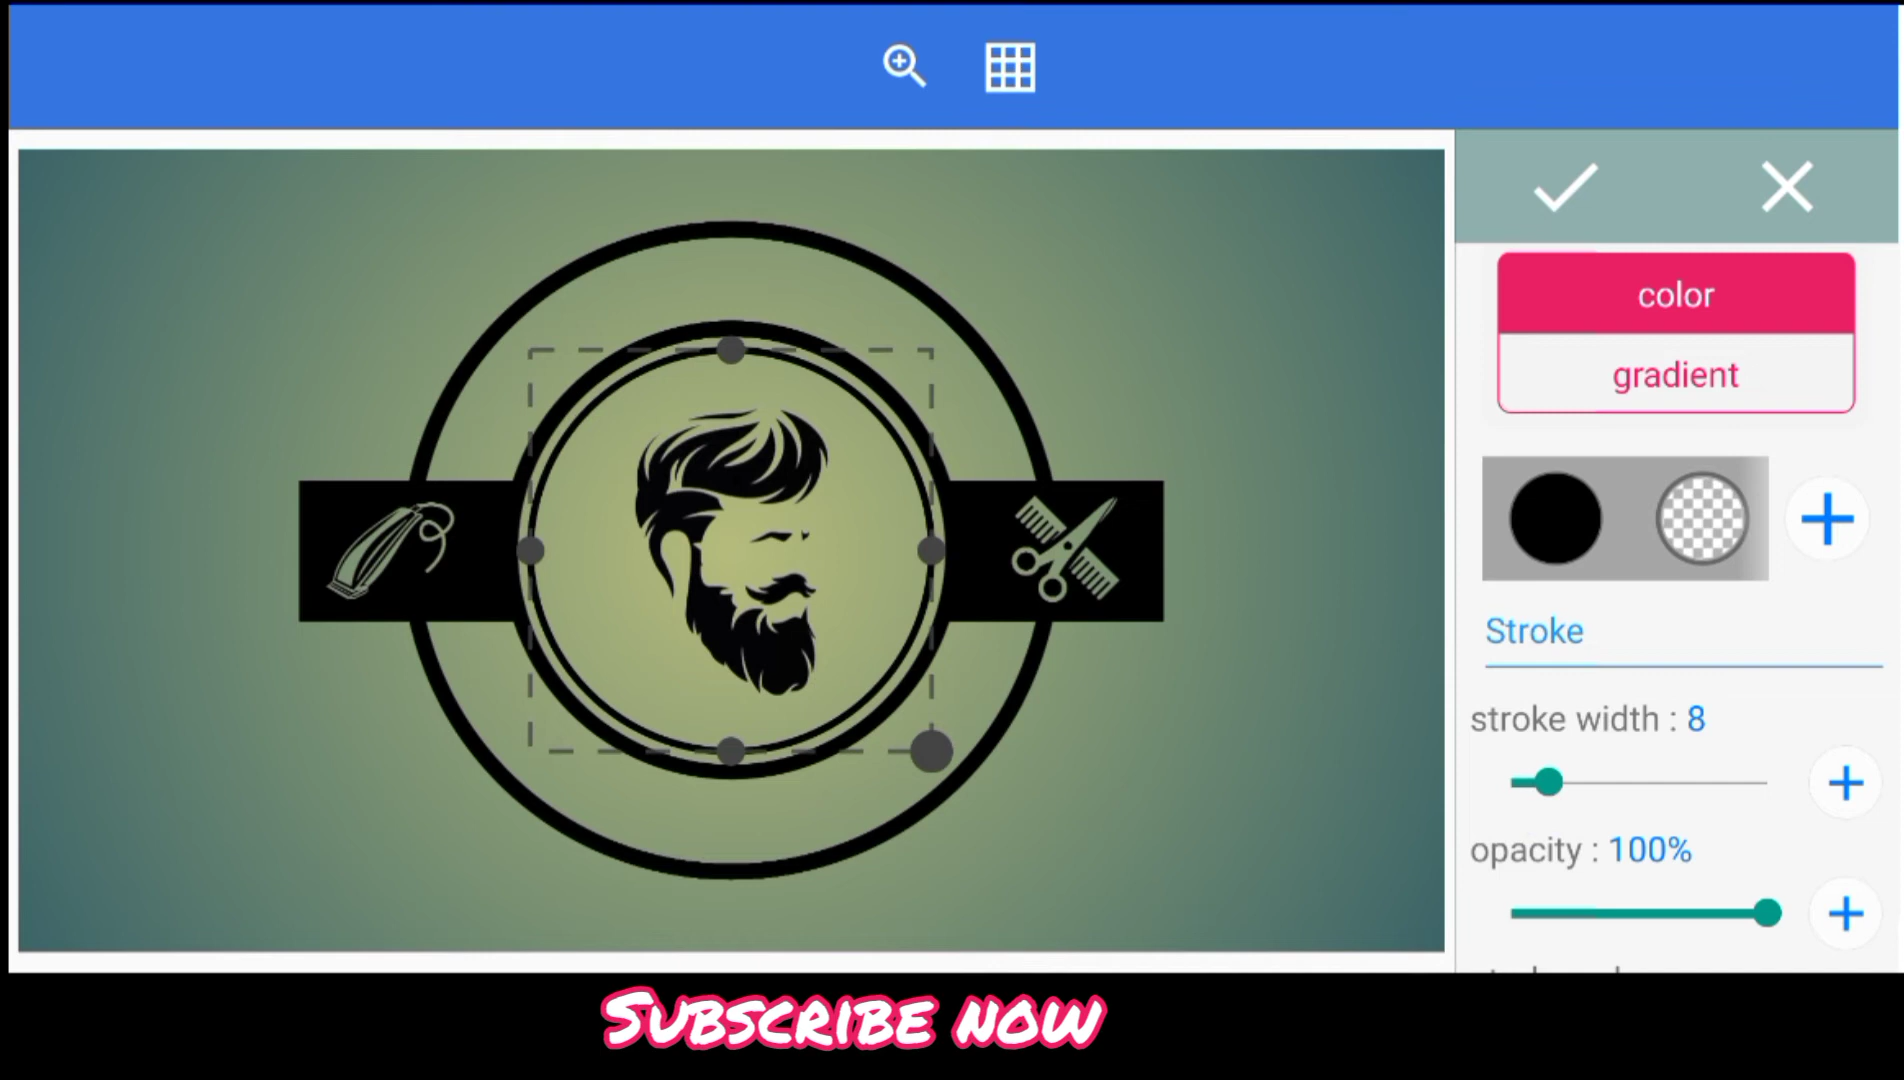 color
gradient
Stroke
stroke width : 8
opacity : 100%
SUBSCRIBE NOW